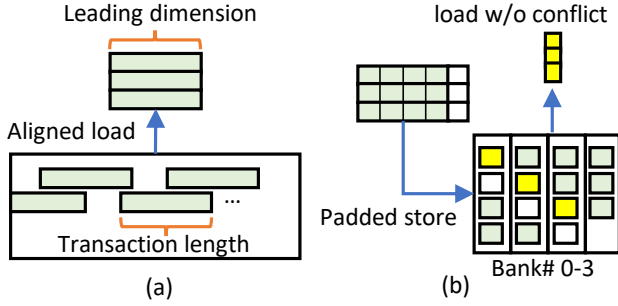 Leading dimension
Aligned load
...
Transaction length
(a)
load w/o conflict
Padded store
Bank# 0-3
(b)